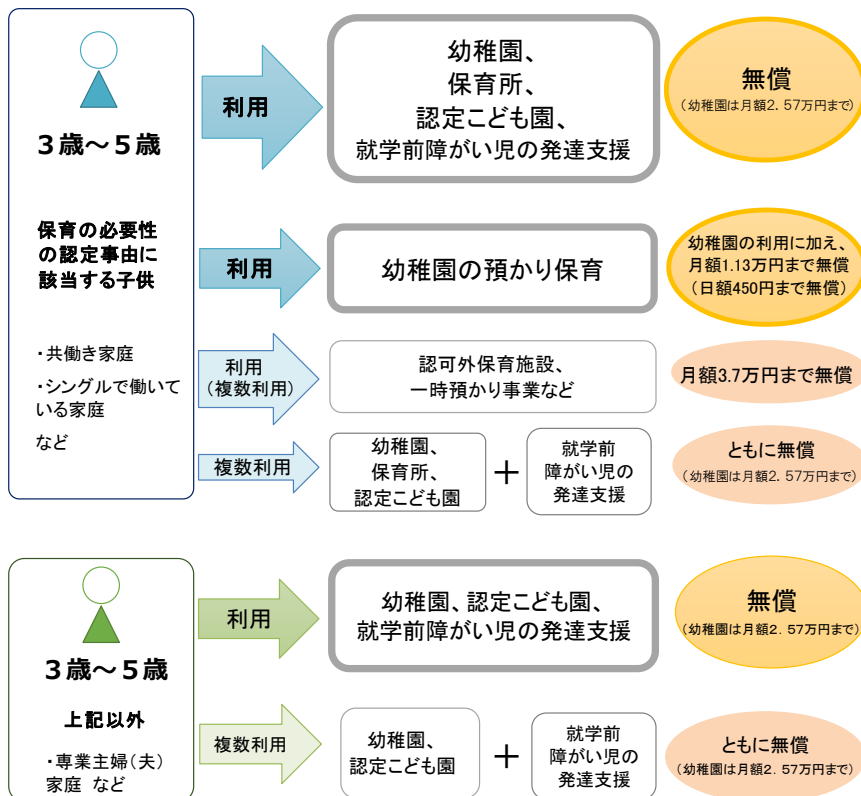 3歳～5歳
保育の必要性
の認定事由に
該当する子供
・共働き家庭
・シングルで働いて
いる家庭
など
利用
幼稚園、
保育所、
認定こども園、
就学前障がい児の発達支援
無償
（幼稚園は月額2．57万円まで）
利用
幼稚園の預かり保育
幼稚園の利用に加え、
月額1.13万円まで無償
（日額450円まで無償）
利用
（複数利用）
認可外保育施設、
一時預かり事業など
月額3.7万円まで無償
複数利用
幼稚園、
保育所、
認定こども園
＋
就学前
障がい児の
発達支援
ともに無償
（幼稚園は月額2．57万円まで）
3歳～5歳
上記以外
・専業主婦（夫）
家庭 など
利用
幼稚園、認定こども園、
就学前障がい児の発達支援
無償
（幼稚園は月額2．57万円まで）
複数利用
幼稚園、
認定こども園
＋
就学前
障がい児の
発達支援
ともに無償
（幼稚園は月額2．57万円まで）